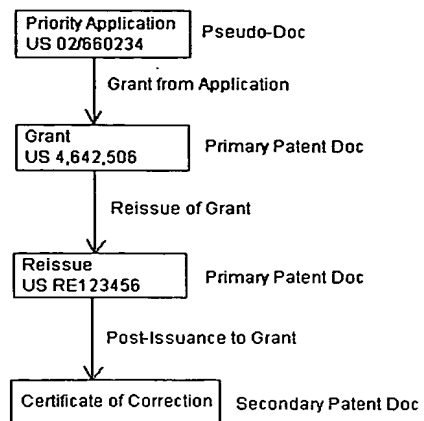 Priority Application
US 02/660234
Pseudo-Doc
Grant from Application
Grant
US 4,642,506
Primary Patent Doc
Reissue of Grant
Reissue
US RE123456
Primary Patent Doc
Post-Issuance to Grant
Certificate of Correction
Secondary Patent Doc